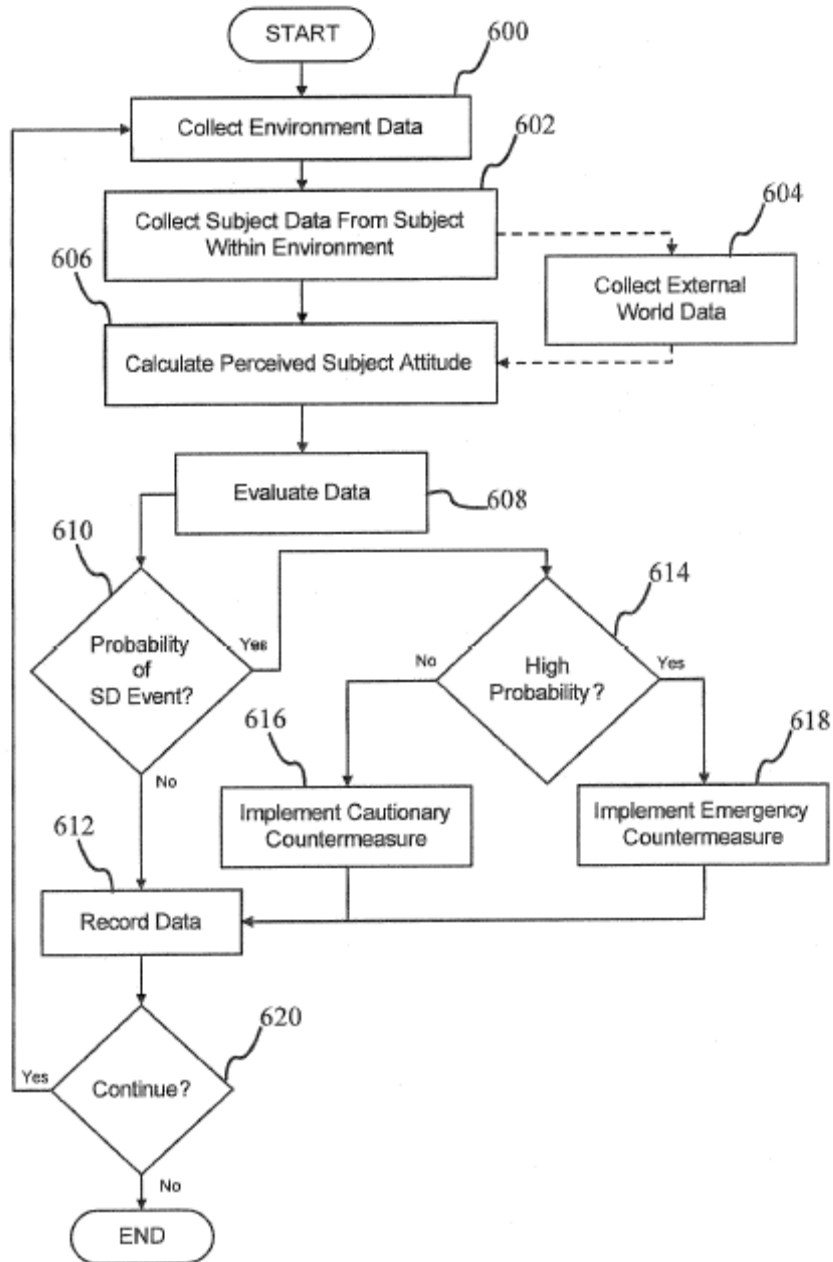 START
600
Collect Environment Data
602
Collect Subject Data From Subject
Within Environment
604
Collect External
World Data
606
Calculate Perceived Subject Attitude
Evaluate Data
608
610
Probability
of
SD Event?
Yes
No
614
High
Probability?
No
Yes
616
Implement Cautionary
Countermeasure
618
Implement Emergency
Countermeasure
612
Record Data
620
Continue?
Yes
No
END